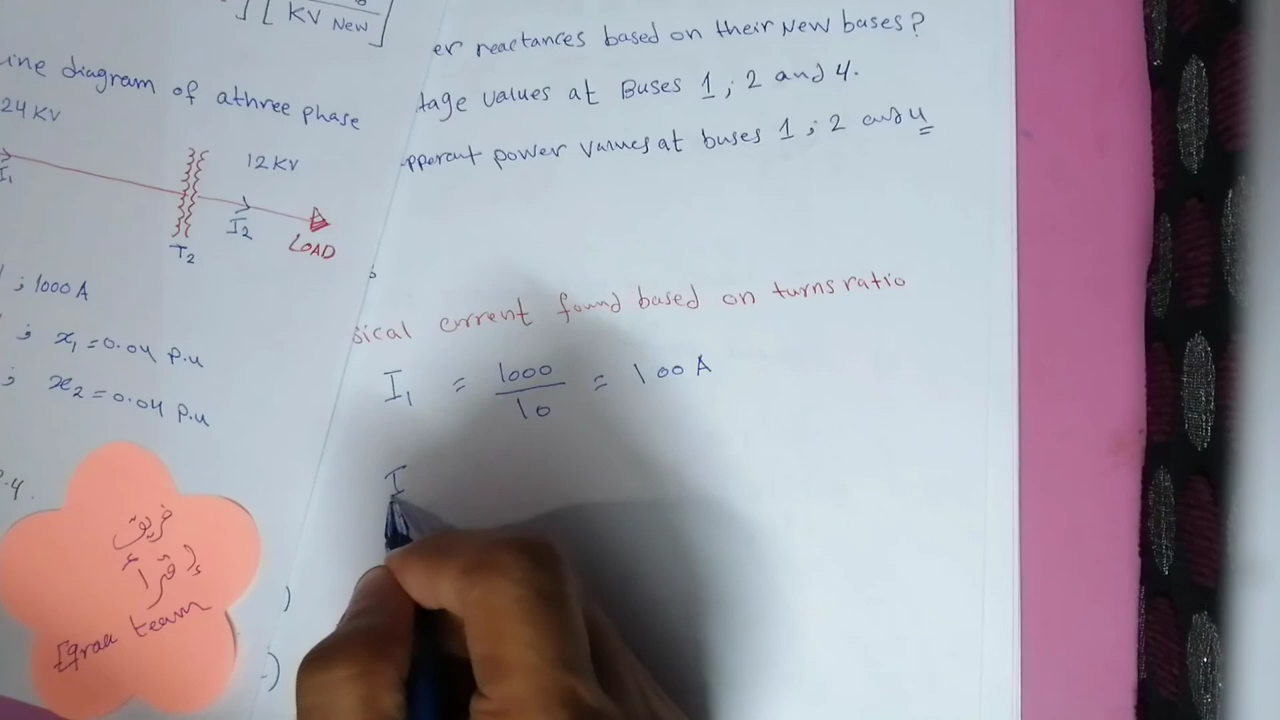 KV New
er reactances based on their New bases?
tage values at Buses 1 ; 2 and 4.
pparent power values at buses 1 ; 2 and 4
ine diagram of athree phase
24 KV
I1
12 KV
T2
I2
LOAD
; 1000 A
; x1 = 0.04 P.u
; x2 = 0.04 P.u
P.4.
sical current found based on turns ratio
I1 = 1000/10 = 100 A
I
فريق
إقرأ
Eqraa team